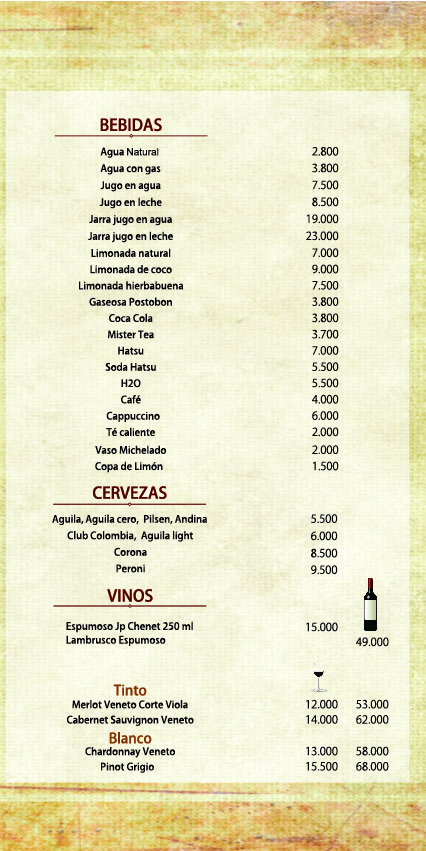 BEBIDAS
Agua Natural 2.800
Agua con gas 3.800
Jugo en agua 7.500
Jugo en leche 8.500
Jarra jugo en agua 19.000
Jarra jugo en leche 23.000
Limonada natural 7.000
Limonada de coco 9.000
Limonada hierbabuena 7.500
Gaseosa Postobon 3.800
Coca Cola 3.800
Mister Tea 3.700
Hatsu 7.000
Soda Hatsu 5.500
H2O 5.500
Café 4.000
Cappuccino 6.000
Té caliente 2.000
Vaso Michelado 2.000
Copa de Limón 1.500
CERVEZAS
Aguila, Aguila cero, Pilsen, Andina 5.500
Club Colombia, Aguila light 6.000
Corona 8.500
Peroni 9.500
VINOS
Espumoso Jp Chenet 250 ml 15.000
Lambrusco Espumoso 49.000
Tinto
Merlot Veneto Corte Viola 12.000 53.000
Cabernet Sauvignon Veneto 14.000 62.000
Blanco
Chardonnay Veneto 13.000 58.000
Pinot Grigio 15.500 68.000